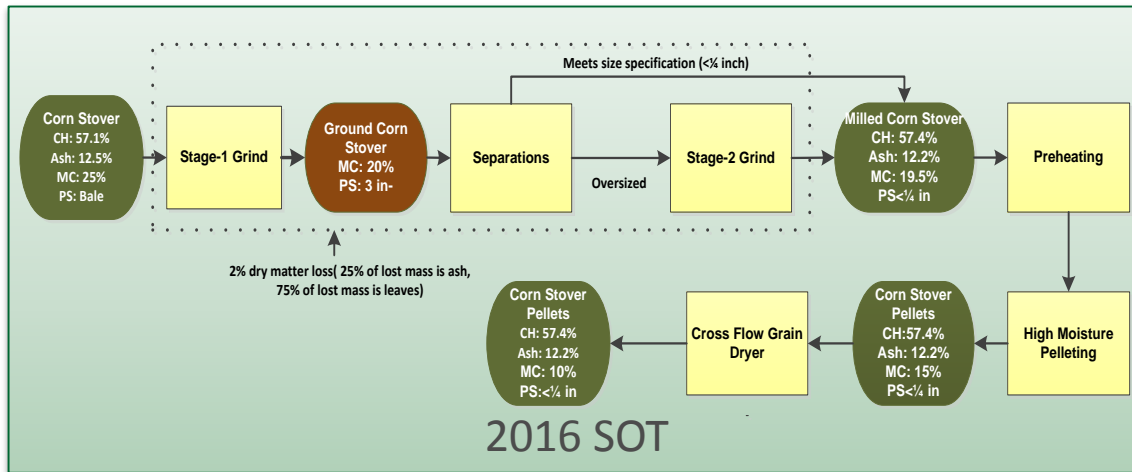 Meets size specification (<¼ inch)
Corn Stover
CH: 57.1%
Ash: 12.5%
MC: 25%
PS: Bale
Stage-1 Grind
Ground Corn
Stover
MC: 20%
PS: 3 in-
Separations
Oversized
Stage-2 Grind
Milled Corn Stover
CH: 57.4%
Ash: 12.2%
MC: 19.5%
PS<¼ in
Preheating
2% dry matter loss( 25% of lost mass is ash,
75% of lost mass is leaves)
Corn Stover
Pellets
CH: 57.4%
Ash: 12.2%
MC: 10%
PS:<¼ in
Cross Flow Grain
Dryer
Corn Stover
Pellets
CH:57.4%
Ash: 12.2%
MC: 15%
PS<¼ in
High Moisture
Pelleting
2016 SOT